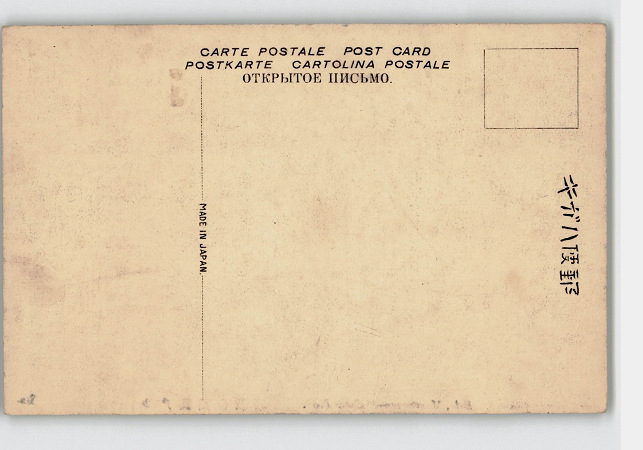 CARTE POSTALE POST CARD
POSTKARTE CARTOLINA POSTALE
ОТКРЫТОЕ ПИСЬМО.
MADE IN JAPAN.
郵便ハガキ